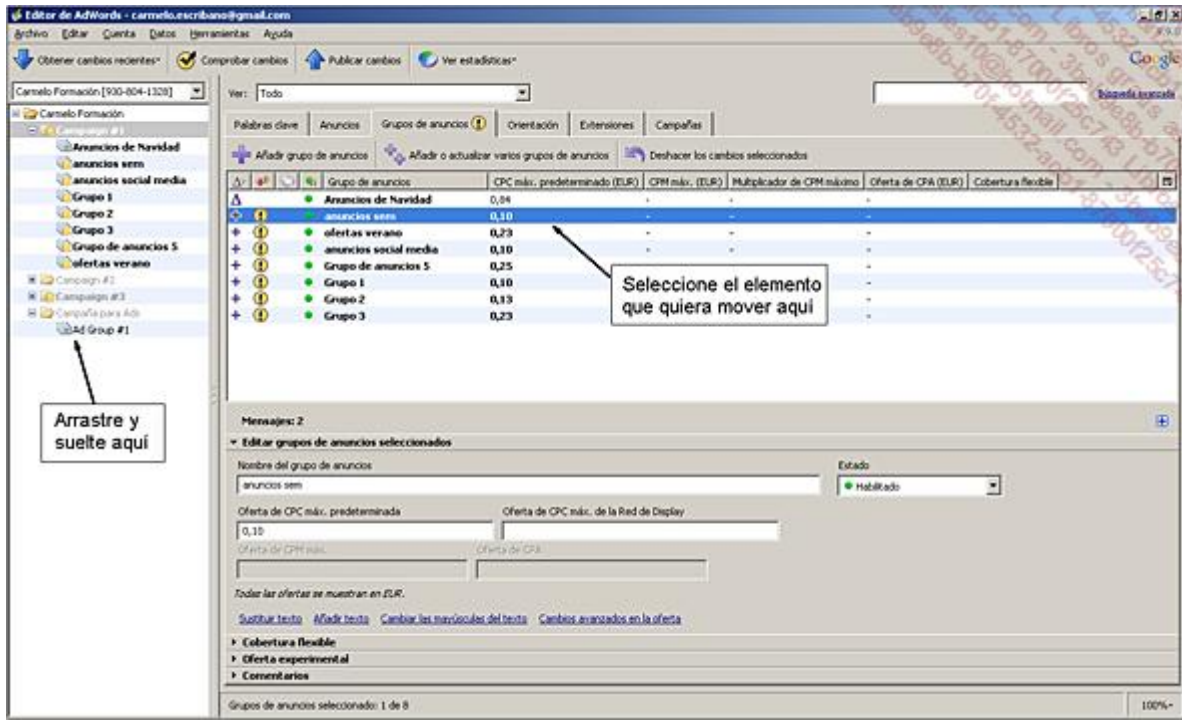 Editor de AdWords - carmelo.escribano@gmail.com
Archivo Editar Cuenta Datos Herramientas Ayuda
Obtener cambios recientes Comprobar cambios Publicar cambios Ver estadísticas
Google
Carmelo Formación [930-804-1328]
Ver: Todo
Búsqueda avanzada
Carmelo Formación
Campaign #1
Anuncios de Navidad
anuncios sem
anuncios social media
Grupo 1
Grupo 2
Grupo 3
Grupo de anuncios 5
ofertas verano
Campaign #2
Campaign #3
Campaña para Ads
Ad Group #1
Arrastre y
suelte aquí
Palabras clave Anuncios Grupos de anuncios Orientación Extensiones Campañas
Añadir grupo de anuncios Añadir o actualizar varios grupos de anuncios Deshacer los cambios seleccionados
Grupo de anuncios CPC máx. predeterminado (EUR) CPM máx. (EUR) Multiplicador de CPM máximo Oferta de CPA (EUR) Cobertura flexible
Anuncios de Navidad 0,04 - - -
anuncios sem 0,10 - - -
ofertas verano 0,23 - - -
anuncios social media 0,10 - - -
Grupo de anuncios 5 0,25 -
Grupo 1 0,10 -
Grupo 2 0,13 -
Grupo 3 0,23 -
Seleccione el elemento
que quiera mover aqui
Mensajes: 2
Editar grupos de anuncios seleccionados
Nombre del grupo de anuncios Estado
anuncios sem Habilitado
Oferta de CPC máx. predeterminada Oferta de CPC máx. de la Red de Display
0,10
Oferta de CPM máx. Oferta de CPA
Todas las ofertas se muestran en EUR.
Sustituir texto Añadir texto Cambiar las mayúsculas del texto Cambios avanzados en la oferta
Cobertura flexible
Oferta experimental
Comentarios
Grupos de anuncios seleccionado: 1 de 8 100%